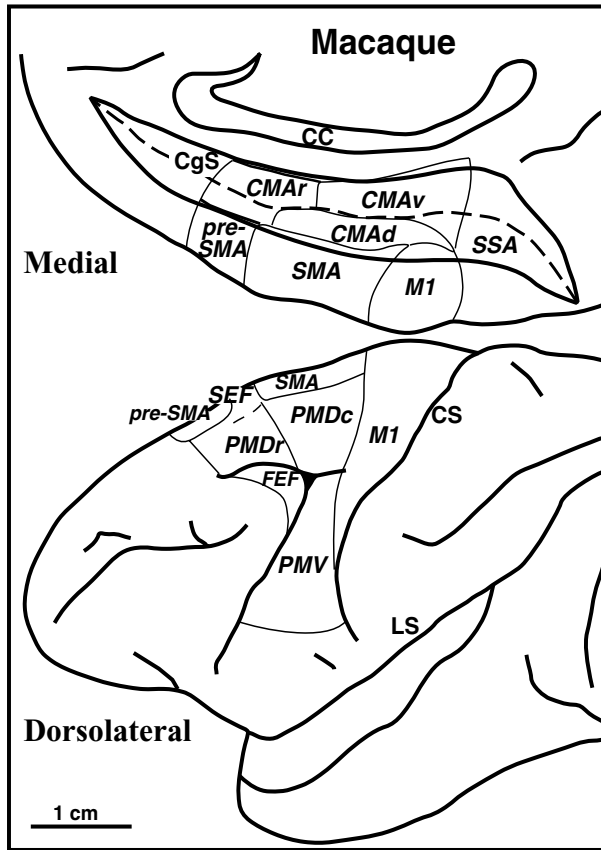 Macaque
CC
CgS
CMAr
CMAv
pre-
SMA
CMAd
SSA
Medial
SMA
M1
SMA
SEF
pre-SMA
PMDc
CS
M1
PMDr
FEF
PMV
LS
Dorsolateral
1 cm